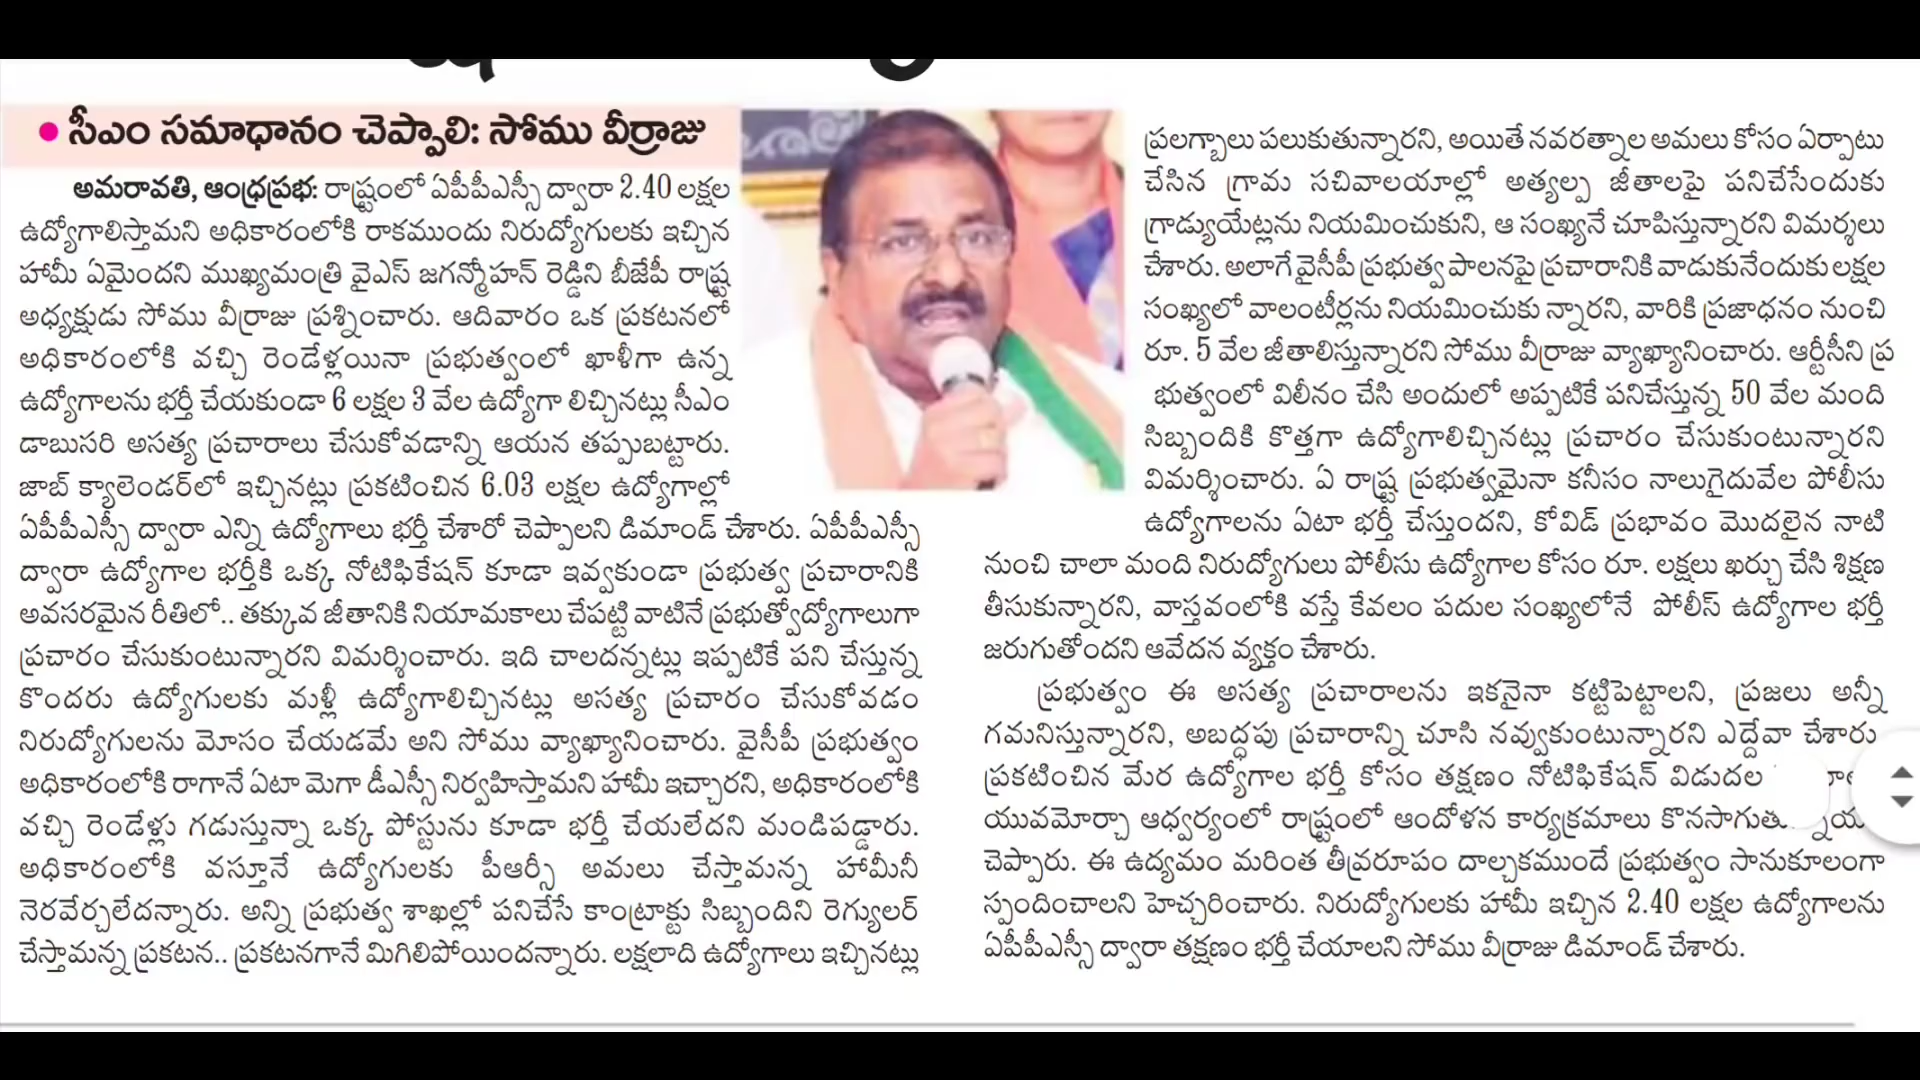 సీఎం సమాధానం చెప్పాలి: సోము వీర్రాజు
అమరావతి, ఆంధ్రప్రభ: రాష్ట్రంలో ఏపీపీఎస్సీ ద్వారా 2.40 లక్షల
ఉద్యోగాలిస్తామని అధికారంలోకి రాకముందు నిరుద్యోగులకు ఇచ్చిన
హామీ ఏమైందని ముఖ్యమంత్రి వైఎస్ జగన్మోహన్ రెడ్డిని బీజేపీ రాష్ట్ర
అధ్యక్షుడు సోము వీర్రాజు ప్రశ్నించారు. ఆదివారం ఒక ప్రకటనలో
అధికారంలోకి వచ్చి రెండేళ్లయినా ప్రభుత్వంలో ఖాళీగా ఉన్న
ఉద్యోగాలను భర్తీ చేయకుండా 6 లక్షల 3 వేల ఉద్యోగా లిచ్చినట్లు సీఎం
డాబుసరి అసత్య ప్రచారాలు చేసుకోవడాన్ని ఆయన తప్పుబట్టారు.
జాబ్ క్యాలెండర్‌లో ఇచ్చినట్లు ప్రకటించిన 6.03 లక్షల ఉద్యోగాల్లో
ఏపీపీఎస్సీ ద్వారా ఎన్ని ఉద్యోగాలు భర్తీ చేశారో చెప్పాలని డిమాండ్ చేశారు. ఏపీపీఎస్సీ
ద్వారా ఉద్యోగాల భర్తీకి ఒక్క నోటిఫికేషన్ కూడా ఇవ్వకుండా ప్రభుత్వ ప్రచారానికి
అవసరమైన రీతిలో.. తక్కువ జీతానికి నియామకాలు చేపట్టి వాటినే ప్రభుత్వోద్యోగాలుగా
ప్రచారం చేసుకుంటున్నారని విమర్శించారు. ఇది చాలదన్నట్లు ఇప్పటికే పని చేస్తున్న
కొందరు ఉద్యోగులకు మళ్లీ ఉద్యోగాలిచ్చినట్లు అసత్య ప్రచారం చేసుకోవడం
నిరుద్యోగులను మోసం చేయడమే అని సోము వ్యాఖ్యానించారు. వైసీపీ ప్రభుత్వం
అధికారంలోకి రాగానే ఏటా మెగా డీఎస్సీ నిర్వహిస్తామని హామీ ఇచ్చారని, అధికారంలోకి
వచ్చి రెండేళ్లు గడుస్తున్నా ఒక్క పోస్టును కూడా భర్తీ చేయలేదని మండిపడ్డారు.
అధికారంలోకి వస్తూనే ఉద్యోగులకు పీఆర్సీ అమలు చేస్తామన్న హామీనీ
నెరవేర్చలేదన్నారు. అన్ని ప్రభుత్వ శాఖల్లో పనిచేసే కాంట్రాక్టు సిబ్బందిని రెగ్యులర్
చేస్తామన్న ప్రకటన.. ప్రకటనగానే మిగిలిపోయిందన్నారు. లక్షలాది ఉద్యోగాలు ఇచ్చినట్లు
ప్రలగ్బాలు పలుకుతున్నారని, అయితే నవరత్నాల అమలు కోసం ఏర్పాటు
చేసిన గ్రామ సచివాలయాల్లో అత్యల్ప జీతాలపై పనిచేసేందుకు
గ్రాడ్యుయేట్లను నియమించుకుని, ఆ సంఖ్యనే చూపిస్తున్నారని విమర్శలు
చేశారు. అలాగే వైసీపీ ప్రభుత్వ పాలనపై ప్రచారానికి వాడుకునేందుకు లక్షల
సంఖ్యలో వాలంటీర్లను నియమించుకు న్నారని, వారికి ప్రజాధనం నుంచి
రూ. 5 వేల జీతాలిస్తున్నారని సోము వీర్రాజు వ్యాఖ్యానించారు. ఆర్టీసీని ప్ర
భుత్వంలో విలీనం చేసి అందులో అప్పటికే పనిచేస్తున్న 50 వేల మంది
సిబ్బందికి కొత్తగా ఉద్యోగాలిచ్చినట్లు ప్రచారం చేసుకుంటున్నారని
విమర్శించారు. ఏ రాష్ట్ర ప్రభుత్వమైనా కనీసం నాలుగైదువేల పోలీసు
ఉద్యోగాలను ఏటా భర్తీ చేస్తుందని, కోవిడ్ ప్రభావం మొదలైన నాటి
నుంచి చాలా మంది నిరుద్యోగులు పోలీసు ఉద్యోగాల కోసం రూ. లక్షలు ఖర్చు చేసి శిక్షణ
తీసుకున్నారని, వాస్తవంలోకి వస్తే కేవలం పదుల సంఖ్యలోనే పోలీస్ ఉద్యోగాల భర్తీ
జరుగుతోందని ఆవేదన వ్యక్తం చేశారు.
ప్రభుత్వం ఈ అసత్య ప్రచారాలను ఇకనైనా కట్టిపెట్టాలని, ప్రజలు అన్నీ
గమనిస్తున్నారని, అబద్ధపు ప్రచారాన్ని చూసి నవ్వుకుంటున్నారని ఎద్దేవా చేశారు
ప్రకటించిన మేర ఉద్యోగాల భర్తీ కోసం తక్షణం నోటిఫికేషన్ విడుదల
యువమోర్చా ఆధ్వర్యంలో రాష్ట్రంలో ఆందోళన కార్యక్రమాలు
చెప్పారు. ఈ ఉద్యమం మరింత తీవ్రరూపం దాల్చకముందే ప్రభుత్వం సానుకూలంగా
స్పందించాలని హెచ్చరించారు. నిరుద్యోగులకు హామీ ఇచ్చిన 2.40 లక్షల ఉద్యోగాలను
ఏపీపీఎస్సీ ద్వారా తక్షణం భర్తీ చేయాలని సోము వీర్రాజు డిమాండ్ చేశారు.